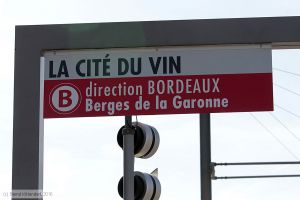 LA CITÉ DU VIN
B direction BORDEAUX
Berges de la Garonne